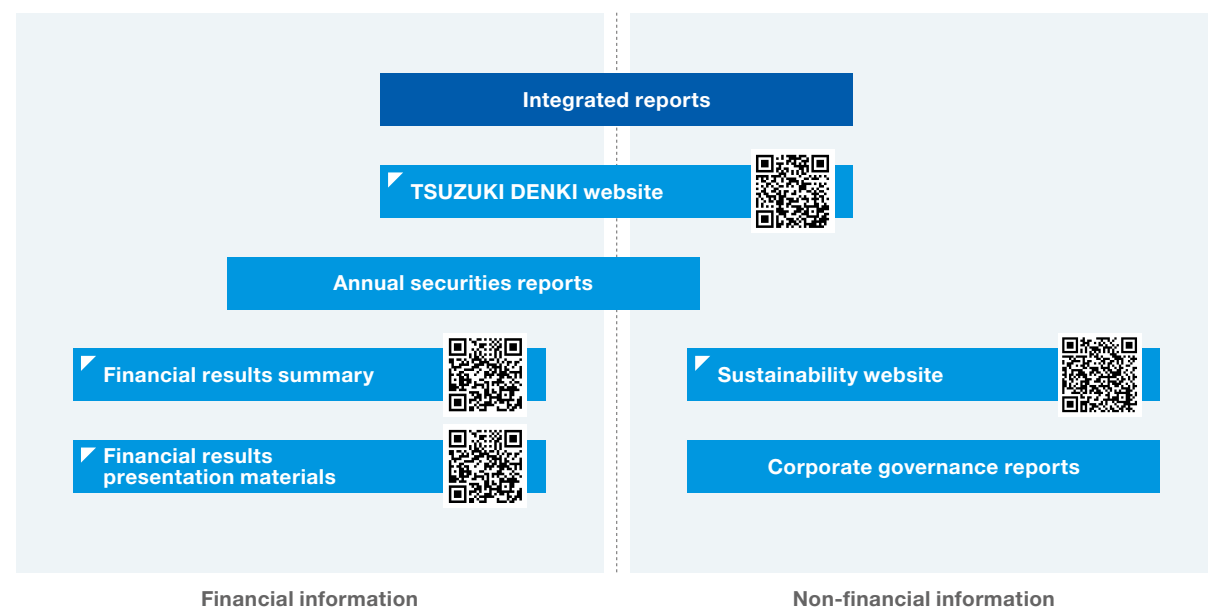 Integrated reports
TSUZUKI DENKI website
Annual securities reports
Financial results summary
Sustainability website
Financial results
presentation materials
Corporate governance reports
Financial information
Non-financial information